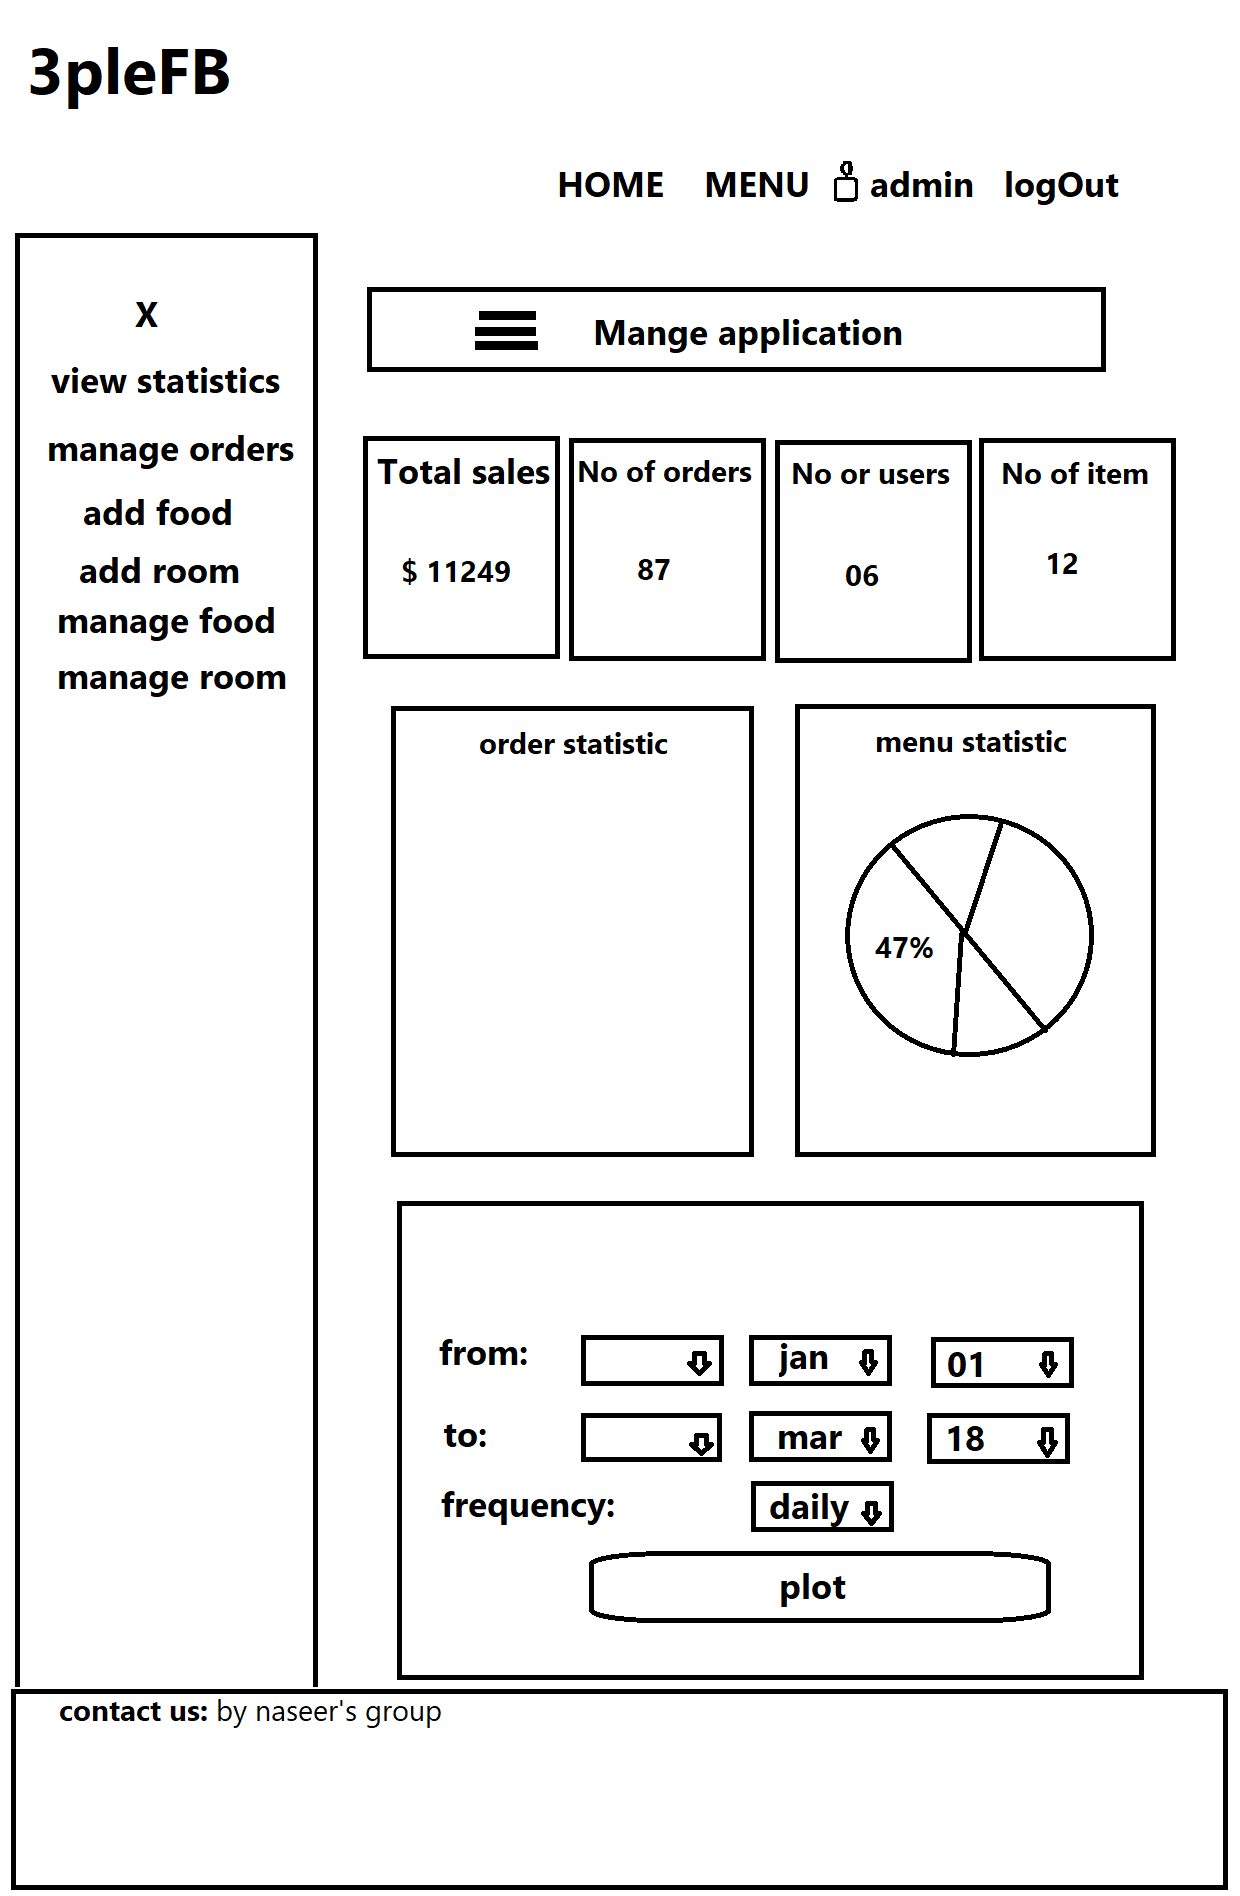 3pleFB
HOME MENU admin logOut
X
view statistics
manage orders
add food
add room
manage food
manage room
Mange application
Total sales
$ 11249
No of orders
87
No or users
06
No of item
12
order statistic
menu statistic
47%
from: jan 01
to: mar 18
frequency: daily
plot
contact us: by naseer's group